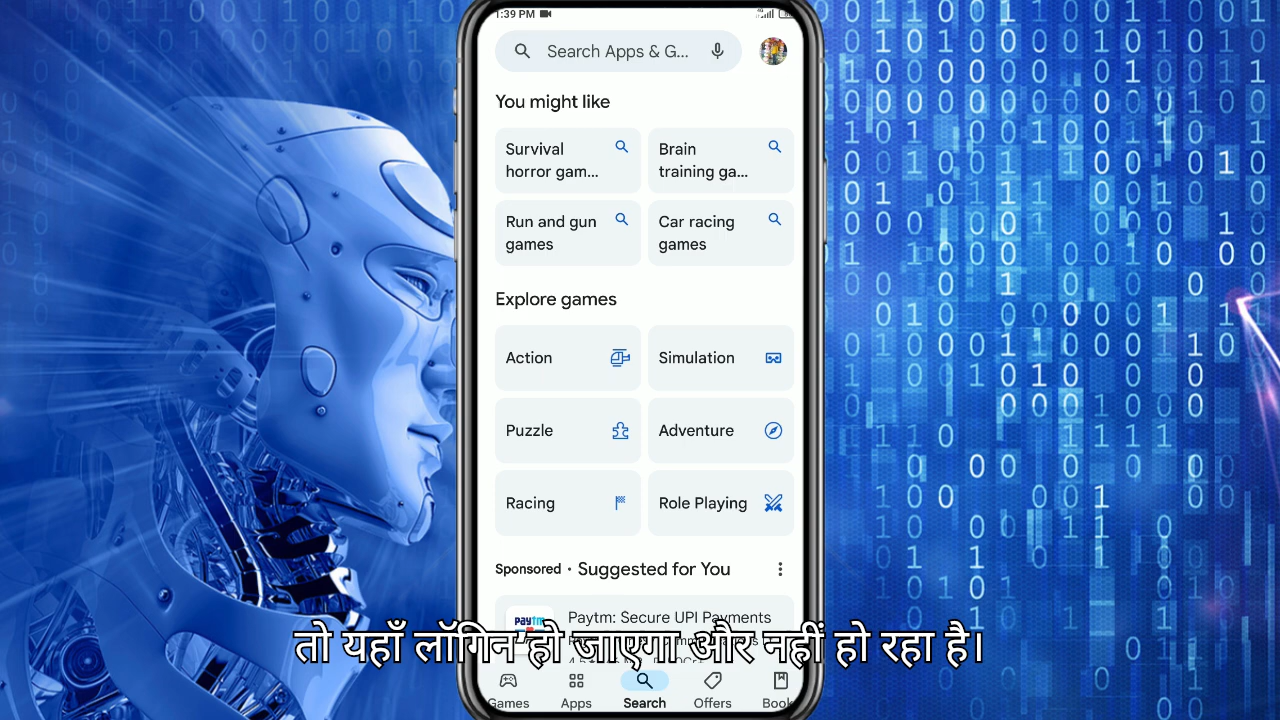 1:39 PM
Search Apps & G...
You might like
Survival
horror gam...
Brain
training ga...
Run and gun
games
Car racing
games
Explore games
Action
Simulation
Puzzle
Adventure
Racing
Role Playing
Sponsored · Suggested for You
Paytm: Secure UPI Payments
तो यहाँ लॉगिन हो जाएगा और नहीं हो रहा है।
Games
Apps
Search
Offers
Book